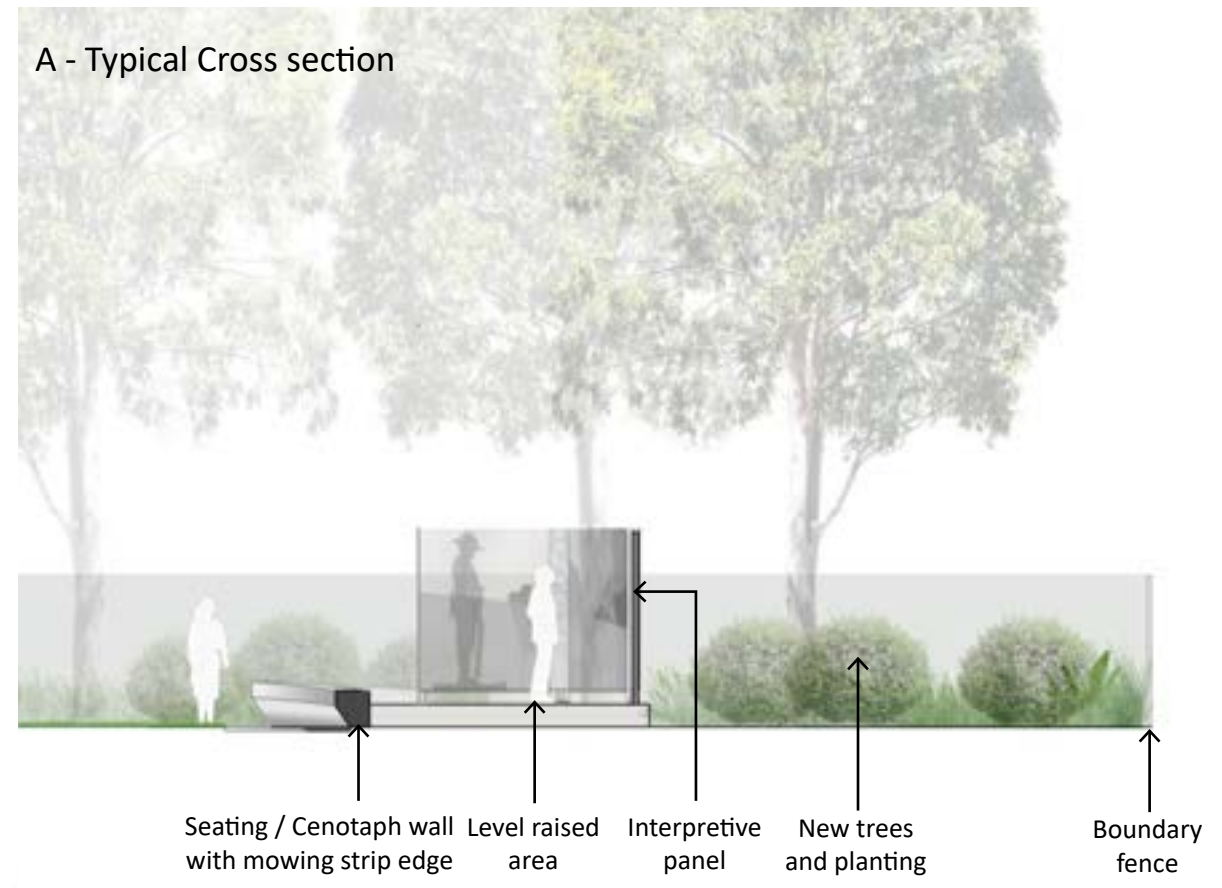 A - Typical Cross section
Seating / Cenotaph wall
with mowing strip edge
Level raised
area
Interpretive
panel
New trees
and planting
Boundary
fence